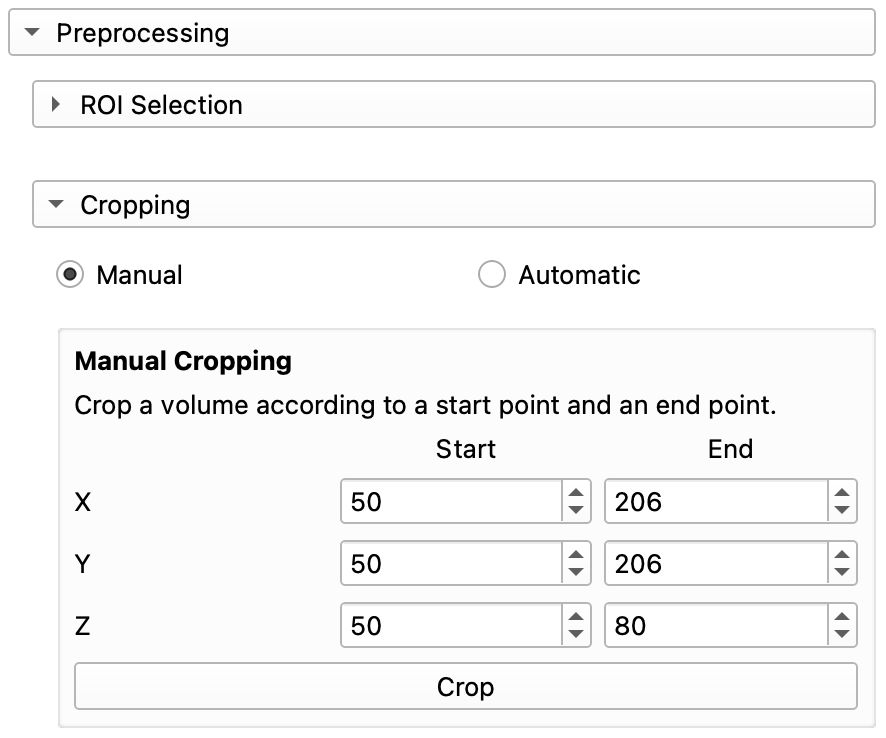 Preprocessing
ROI Selection
Cropping
Manual Automatic
Manual Cropping
Crop a volume according to a start point and an end point.
Start End
X 50 206
Y 50 206
Z 50 80
Crop